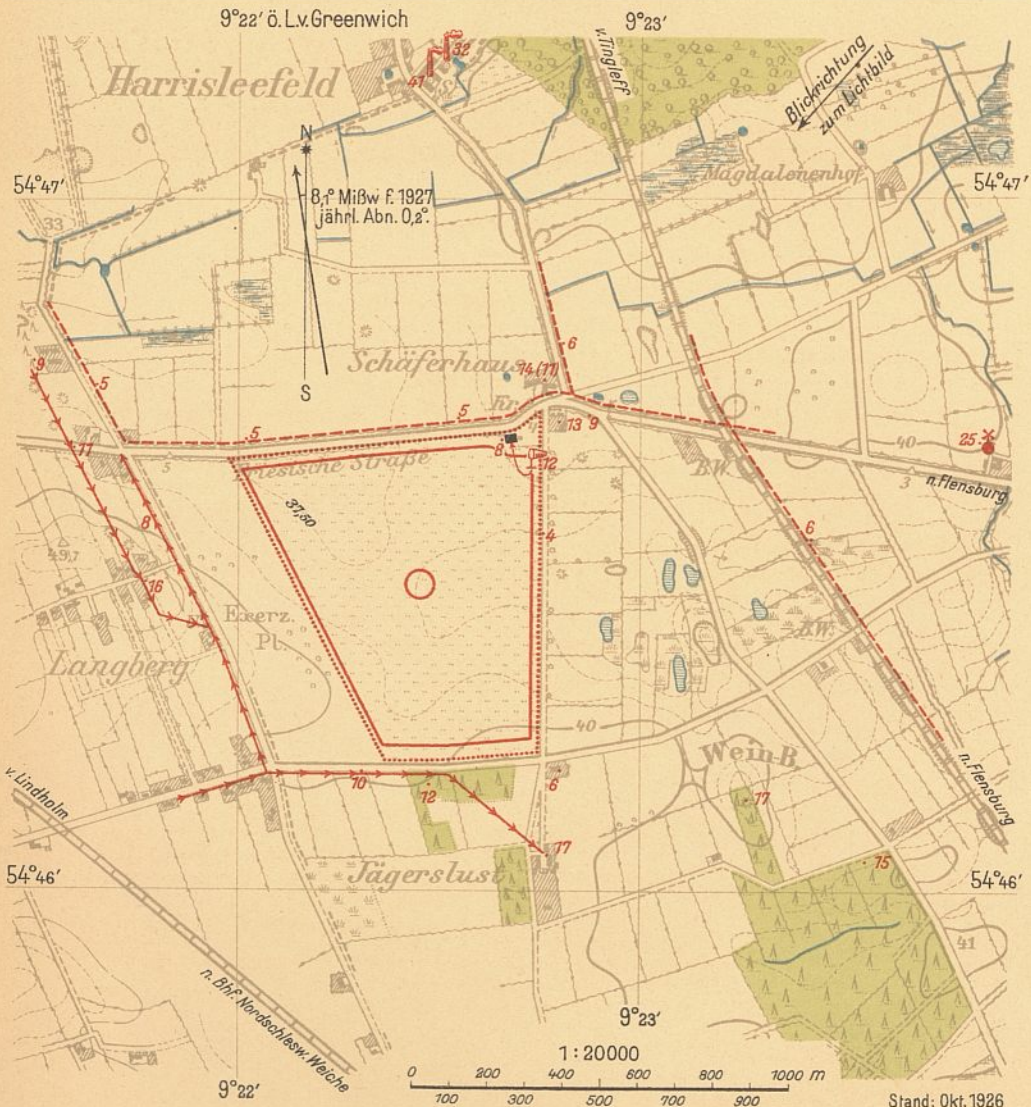 9°22' ö. L.v. Greenwich
9°23'
Harrisleefeld
32
41
v. Tingleff
Blickrichtung
zum Lichtbild
54°47'
N
8,1° Mißw f. 1927
jährl. Abn. 0,2°.
Magdalenenhof
54°47'
33
S
Schäferhaus
6
14 (11)
9
5
Kr.
5
5
13
9
40
25
11
5
Friesische Straße
8
12
B.W.
3
n. Flensburg
37,50
8
4
6
49,7
16
Exerz.
Pl.
B.W.
Langberg
40
Wein-B.
v. Lindholm
10
12
6
17
n. Flensburg
17
15
54°46'
Jägerslust
54°46'
41
n. Bhf. Nordschlesw. Weiche
9°23'
1:20000
9°22'
0 200 400 600 800 1000 m
100 300 500 700 900
Stand: Okt. 1926